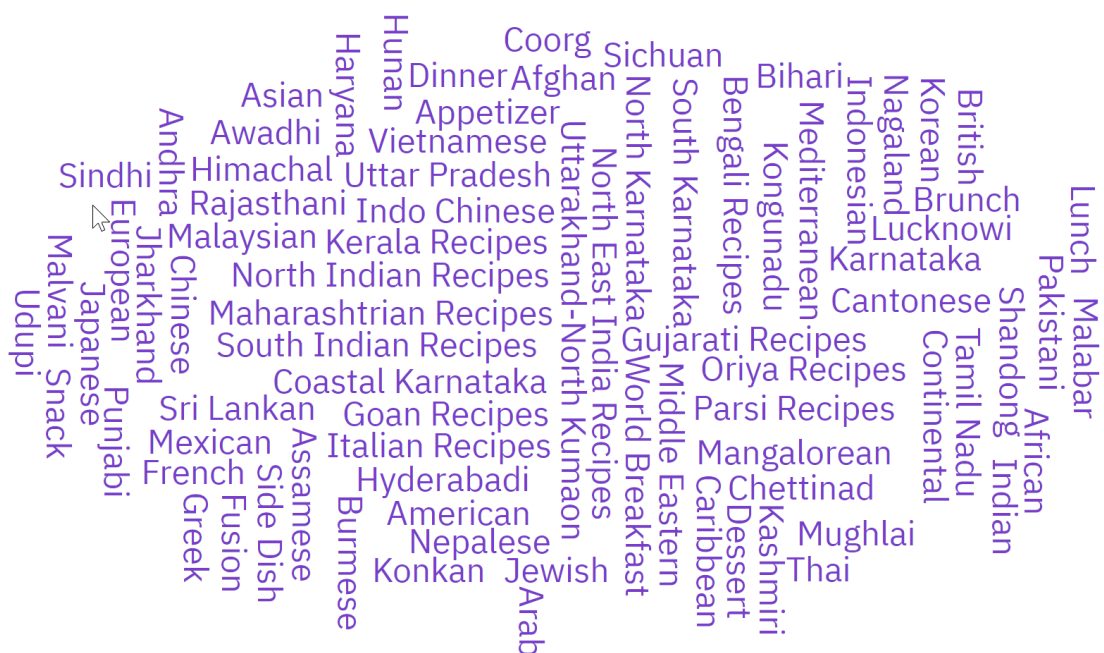 Hunan
Coorg
Haryana
Sichuan
Dinner
Afghan
Bihari
Asian
Appetizer
North Karnataka
South Karnataka
Bengali Recipes
Indonesian
Nagaland
Korean
British
Andhra
Awadhi
Vietnamese
Uttarakhand-North Kumaon
Mediterranean
Kongunadu
North East India Recipes
Sindhi
Himachal
Uttar Pradesh
Brunch
Lunch
European
Rajasthani
Indo Chinese
Lucknowi
Jharkhand
Malaysian
Kerala Recipes
Karnataka
Malvani
Chinese
North Indian Recipes
Pakistani
Udupi
Japanese
Maharashtrian Recipes
Cantonese
Shandong
Malabar
South Indian Recipes
Gujarati Recipes
Continental
Tamil Nadu
World Breakfast
Middle Eastern
Oriya Recipes
Snack
Punjabi
Coastal Karnataka
Sri Lankan
Goan Recipes
Parsi Recipes
African
Mexican
Assamese
Italian Recipes
Mangalorean
Indian
French
Side Dish
Hyderabadi
Caribbean
Chettinad
Greek
Fusion
Burmese
American
Dessert
Kashmiri
Mughlai
Nepalese
Konkan
Jewish
Thai
Arab